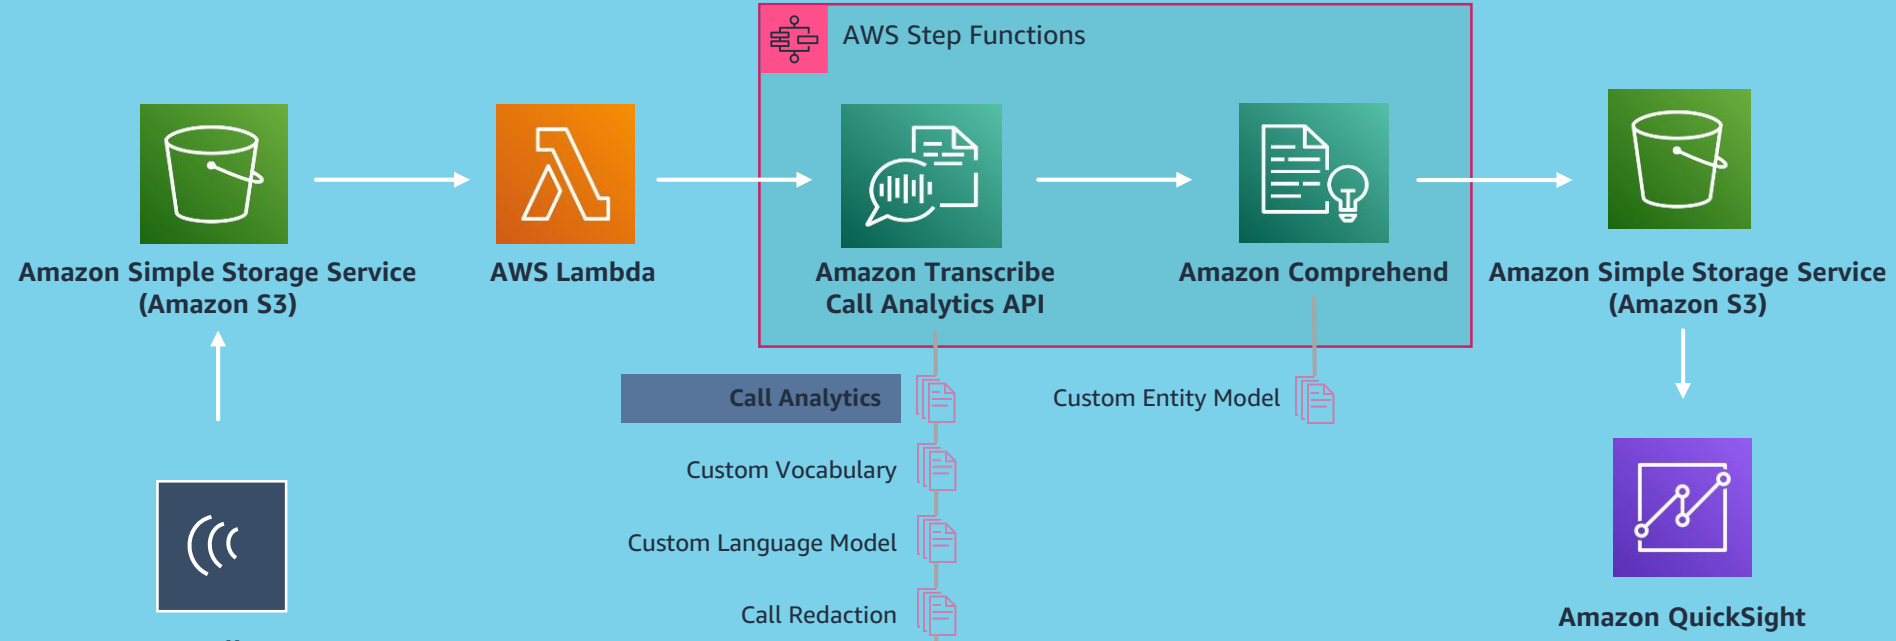 AWS Step Functions
Amazon Simple Storage Service
(Amazon S3)
AWS Lambda
Amazon Transcribe
Call Analytics API
Amazon Comprehend
Amazon Simple Storage Service
(Amazon S3)
Call Analytics
Custom Entity Model
Custom Vocabulary
Custom Language Model
Call Redaction
Amazon QuickSight